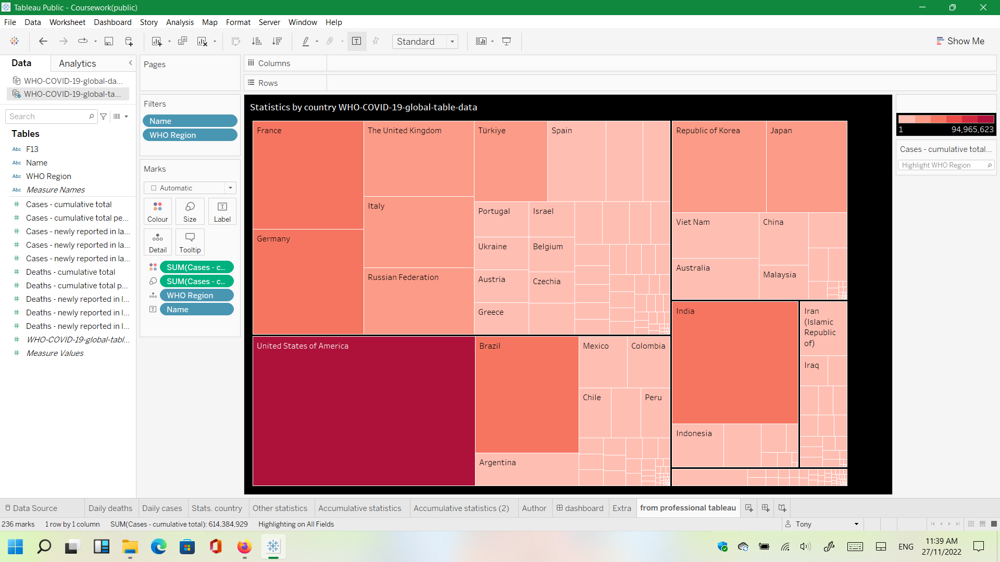 Tableau Public - Coursework(public)
File Data Worksheet Dashboard Story Analysis Map Format Server Window Help
Standard
Show Me
Data Analytics
WHO-COVID-19-global-da...
WHO-COVID-19-global-ta...
Search
Tables
Abc F13
Abc Name
Abc WHO Region
Abc Measure Names
Cases - cumulative total
Cases - cumulative total pe...
Cases - newly reported in la...
Cases - newly reported in la...
Cases - newly reported in la...
Deaths - cumulative total
Deaths - cumulative total p...
Deaths - newly reported in l...
Deaths - newly reported in l...
Deaths - newly reported in l...
WHO-COVID-19-global-tabl...
Measure Values
Pages
Filters
Name
WHO Region
Marks
Automatic
Colour Size Label
Detail Tooltip
SUM(Cases - c..
SUM(Cases - c..
WHO Region
Name
Columns
Rows
Statistics by country WHO-COVID-19-global-table-data
France
The United Kingdom
Türkiye
Spain
Germany
Italy
Russian Federation
Portugal
Israel
Ukraine
Belgium
Austria
Czechia
Greece
Republic of Korea
Japan
Viet Nam
China
Australia
Malaysia
United States of America
Brazil
Mexico
Colombia
Chile
Peru
Argentina
India
Iran
(Islamic
Republic
of)
Iraq
Indonesia
1 94,965,623
Cases - cumulative total...
Highlight WHO Region
Data Source Daily deaths Daily cases Stats. country Other statistics Accumulative statistics Accumulative statistics (2) Author dashboard Extra from professional tableau
236 marks 1 row by 1 column SUM(Cases - cumulative total): 614,384,929 Highlighting on All Fields Tony
ENG
11:39 AM
27/11/2022